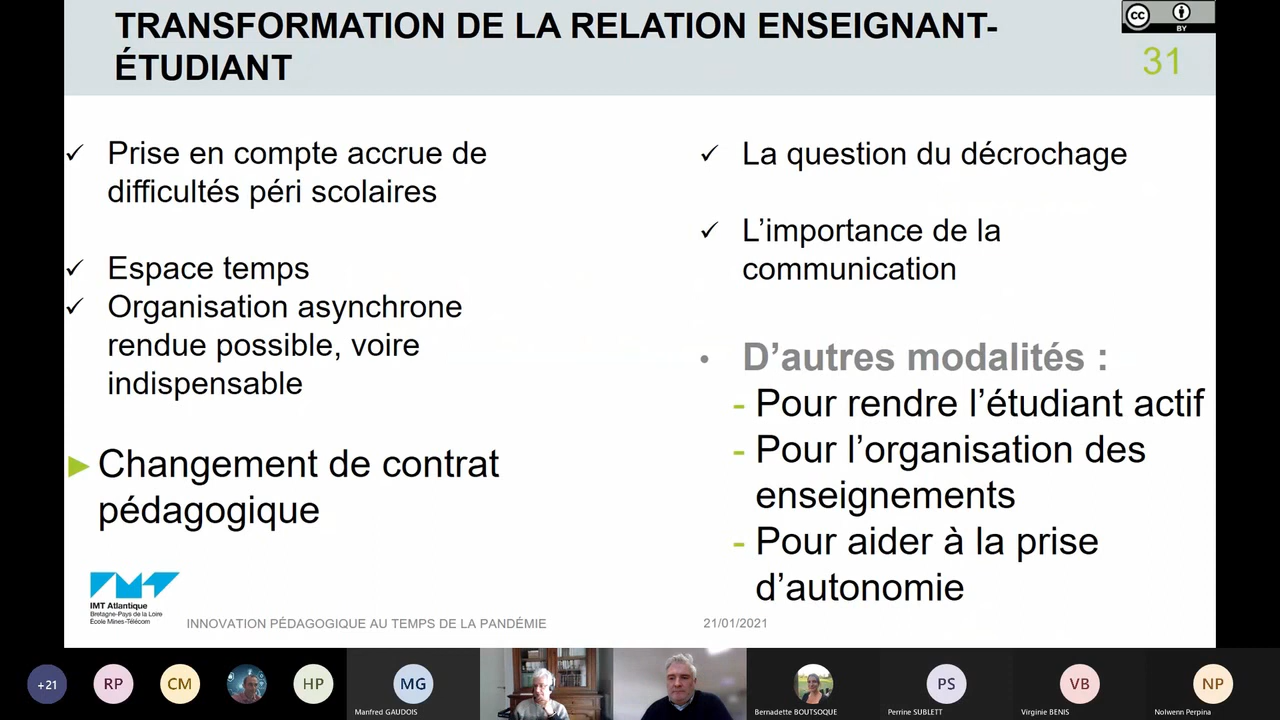 TRANSFORMATION DE LA RELATION ENSEIGNANT-
ÉTUDIANT
cc
BY
31
✓ Prise en compte accrue de
difficultés péri scolaires
✓ Espace temps
✓ Organisation asynchrone
rendue possible, voire
indispensable
► Changement de contrat
pédagogique
✓ La question du décrochage
✓ L’importance de la
communication
• D’autres modalités :
- Pour rendre l’étudiant actif
- Pour l’organisation des
enseignements
- Pour aider à la prise
d’autonomie
IMT Atlantique
Bretagne-Pays de la Loire
École Mines-Télécom
INNOVATION PÉDAGOGIQUE AU TEMPS DE LA PANDÉMIE
21/01/2021
+21
RP
CM
HP
MG
Manfred GAUDOIS
Bernadette BOUTSOQUE
PS
Perrine SUBLETT
VB
Virginie BENIS
NP
Nolwenn Perpina